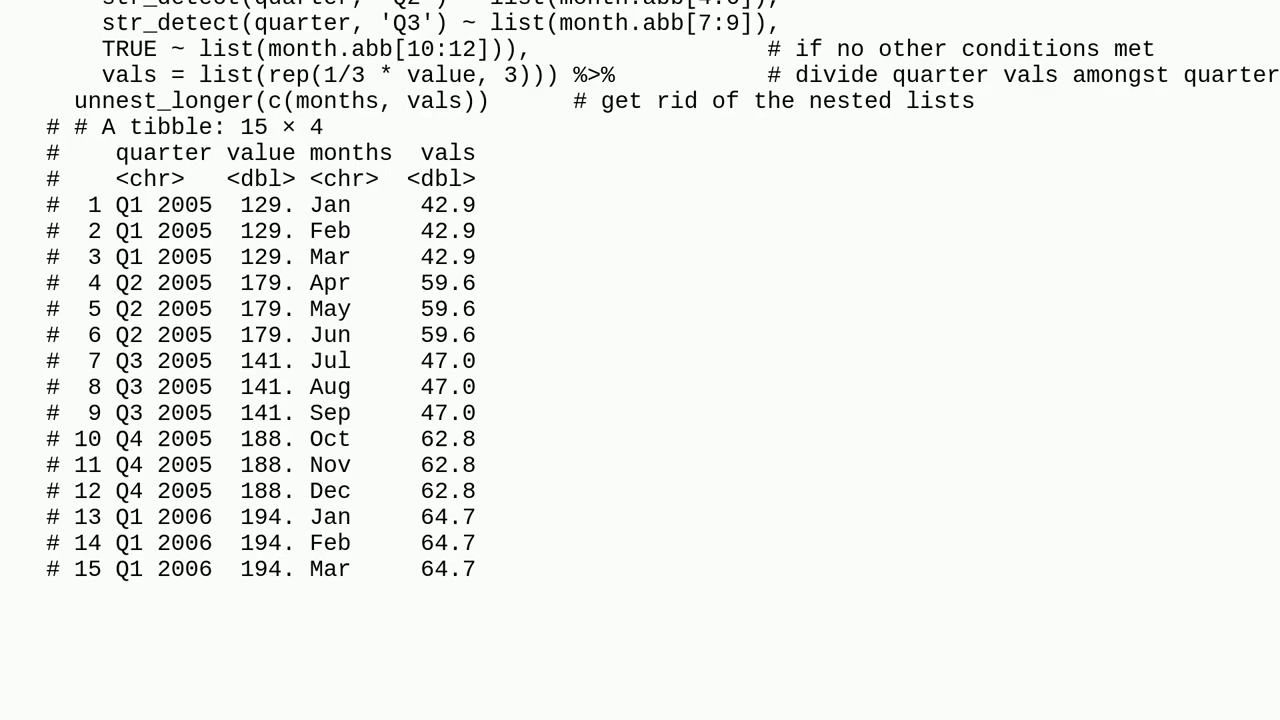 str_detect(quarter, 'Q2') ~ list(month.abb[4:6]),
str_detect(quarter, 'Q3') ~ list(month.abb[7:9]),
TRUE ~ list(month.abb[10:12])), # if no other conditions met
vals = list(rep(1/3 * value, 3))) %>% # divide quarter vals amongst quarter
unnest_longer(c(months, vals)) # get rid of the nested lists
# # A tibble: 15 × 4
# quarter value months vals
# <chr> <dbl> <chr> <dbl>
# 1 Q1 2005 129. Jan 42.9
# 2 Q1 2005 129. Feb 42.9
# 3 Q1 2005 129. Mar 42.9
# 4 Q2 2005 179. Apr 59.6
# 5 Q2 2005 179. May 59.6
# 6 Q2 2005 179. Jun 59.6
# 7 Q3 2005 141. Jul 47.0
# 8 Q3 2005 141. Aug 47.0
# 9 Q3 2005 141. Sep 47.0
# 10 Q4 2005 188. Oct 62.8
# 11 Q4 2005 188. Nov 62.8
# 12 Q4 2005 188. Dec 62.8
# 13 Q1 2006 194. Jan 64.7
# 14 Q1 2006 194. Feb 64.7
# 15 Q1 2006 194. Mar 64.7